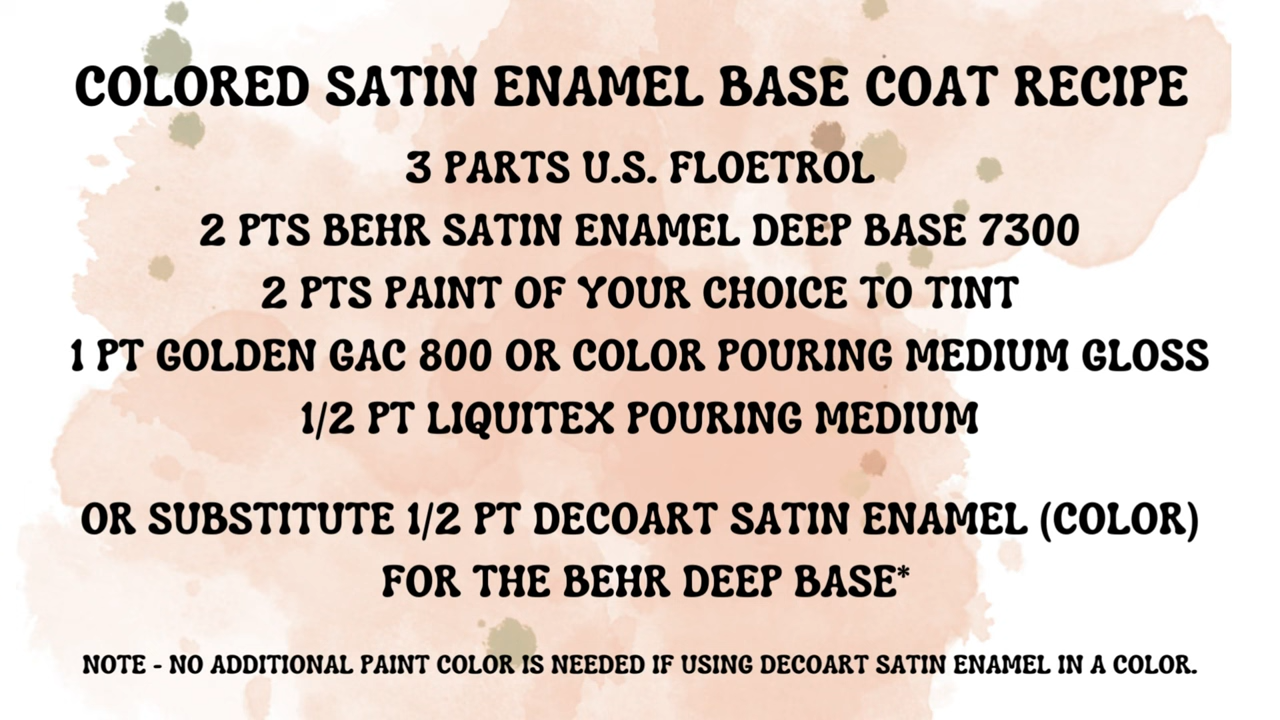 COLORED SATIN ENAMEL BASE COAT RECIPE
3 PARTS U.S. FLOETROL
2 PTS BEHR SATIN ENAMEL DEEP BASE 7300
2 PTS PAINT OF YOUR CHOICE TO TINT
1 PT GOLDEN GAC 800 OR COLOR POURING MEDIUM GLOSS
1/2 PT LIQUITEX POURING MEDIUM
OR SUBSTITUTE 1/2 PT DECOART SATIN ENAMEL (COLOR)
FOR THE BEHR DEEP BASE*
NOTE - NO ADDITIONAL PAINT COLOR IS NEEDED IF USING DECOART SATIN ENAMEL IN A COLOR.